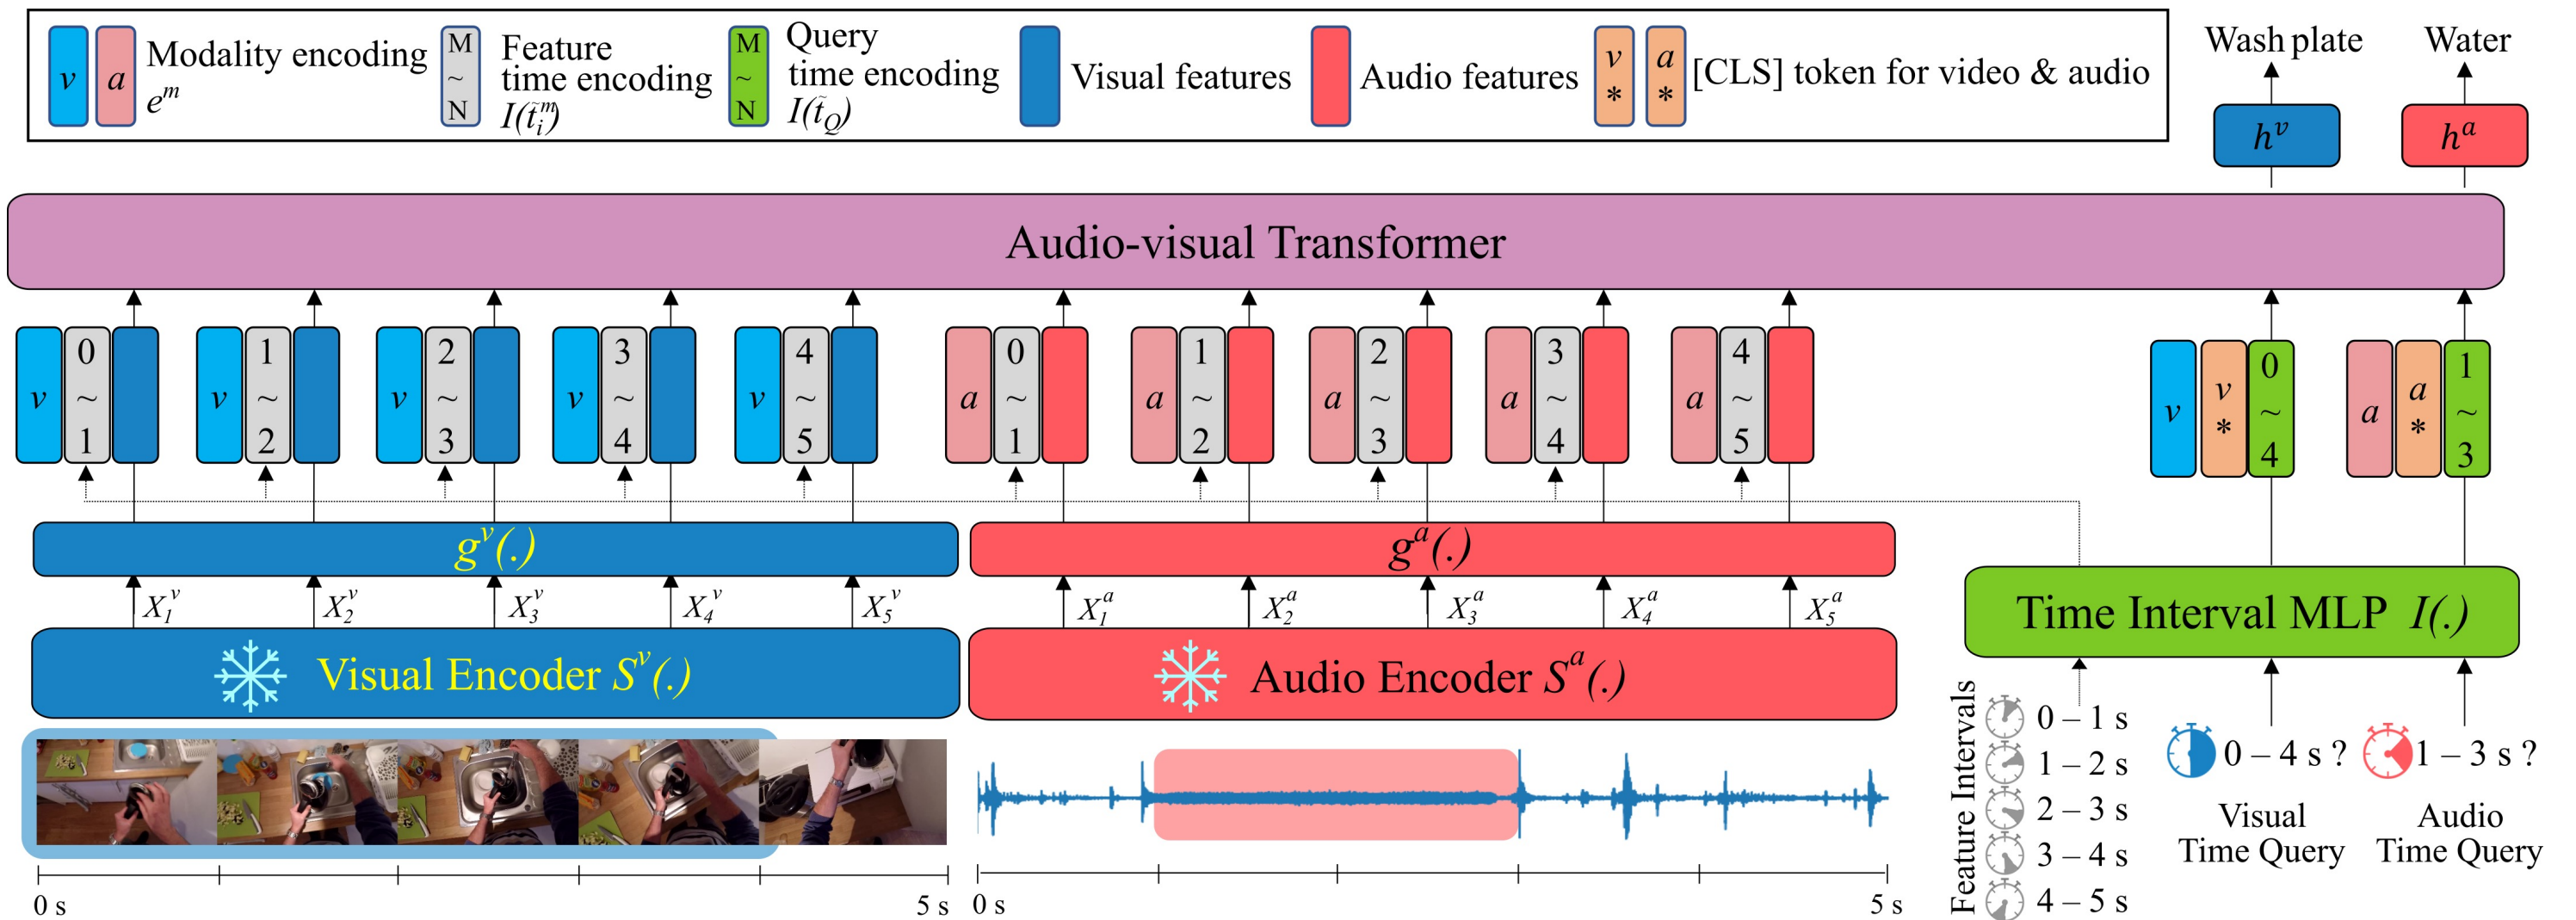 v a Modality encoding
e^m
M
~
N
Feature
time encoding
I(t̃_i^m)
M
~
N
Query
time encoding
I(t̃_Q)
Visual features
Audio features
v
*
a
*
[CLS] token for video & audio
Wash plate
Water
h^v
h^a
Audio-visual Transformer
v
0
~
1
v
1
~
2
v
2
~
3
v
3
~
4
v
4
~
5
a
0
~
1
a
1
~
2
a
2
~
3
a
3
~
4
a
4
~
5
v
v
*
0
~
4
a
a
*
1
~
3
g^v(.)
g^a(.)
X_1^v X_2^v X_3^v X_4^v X_5^v
X_1^a X_2^a X_3^a X_4^a X_5^a
Visual Encoder S^v(.)
Audio Encoder S^a(.)
Time Interval MLP I(.)
Feature Intervals
0 – 1 s
1 – 2 s
2 – 3 s
3 – 4 s
4 – 5 s
0 – 4 s ?
Visual
Time Query
1 – 3 s ?
Audio
Time Query
0 s 5 s
0 s 5 s